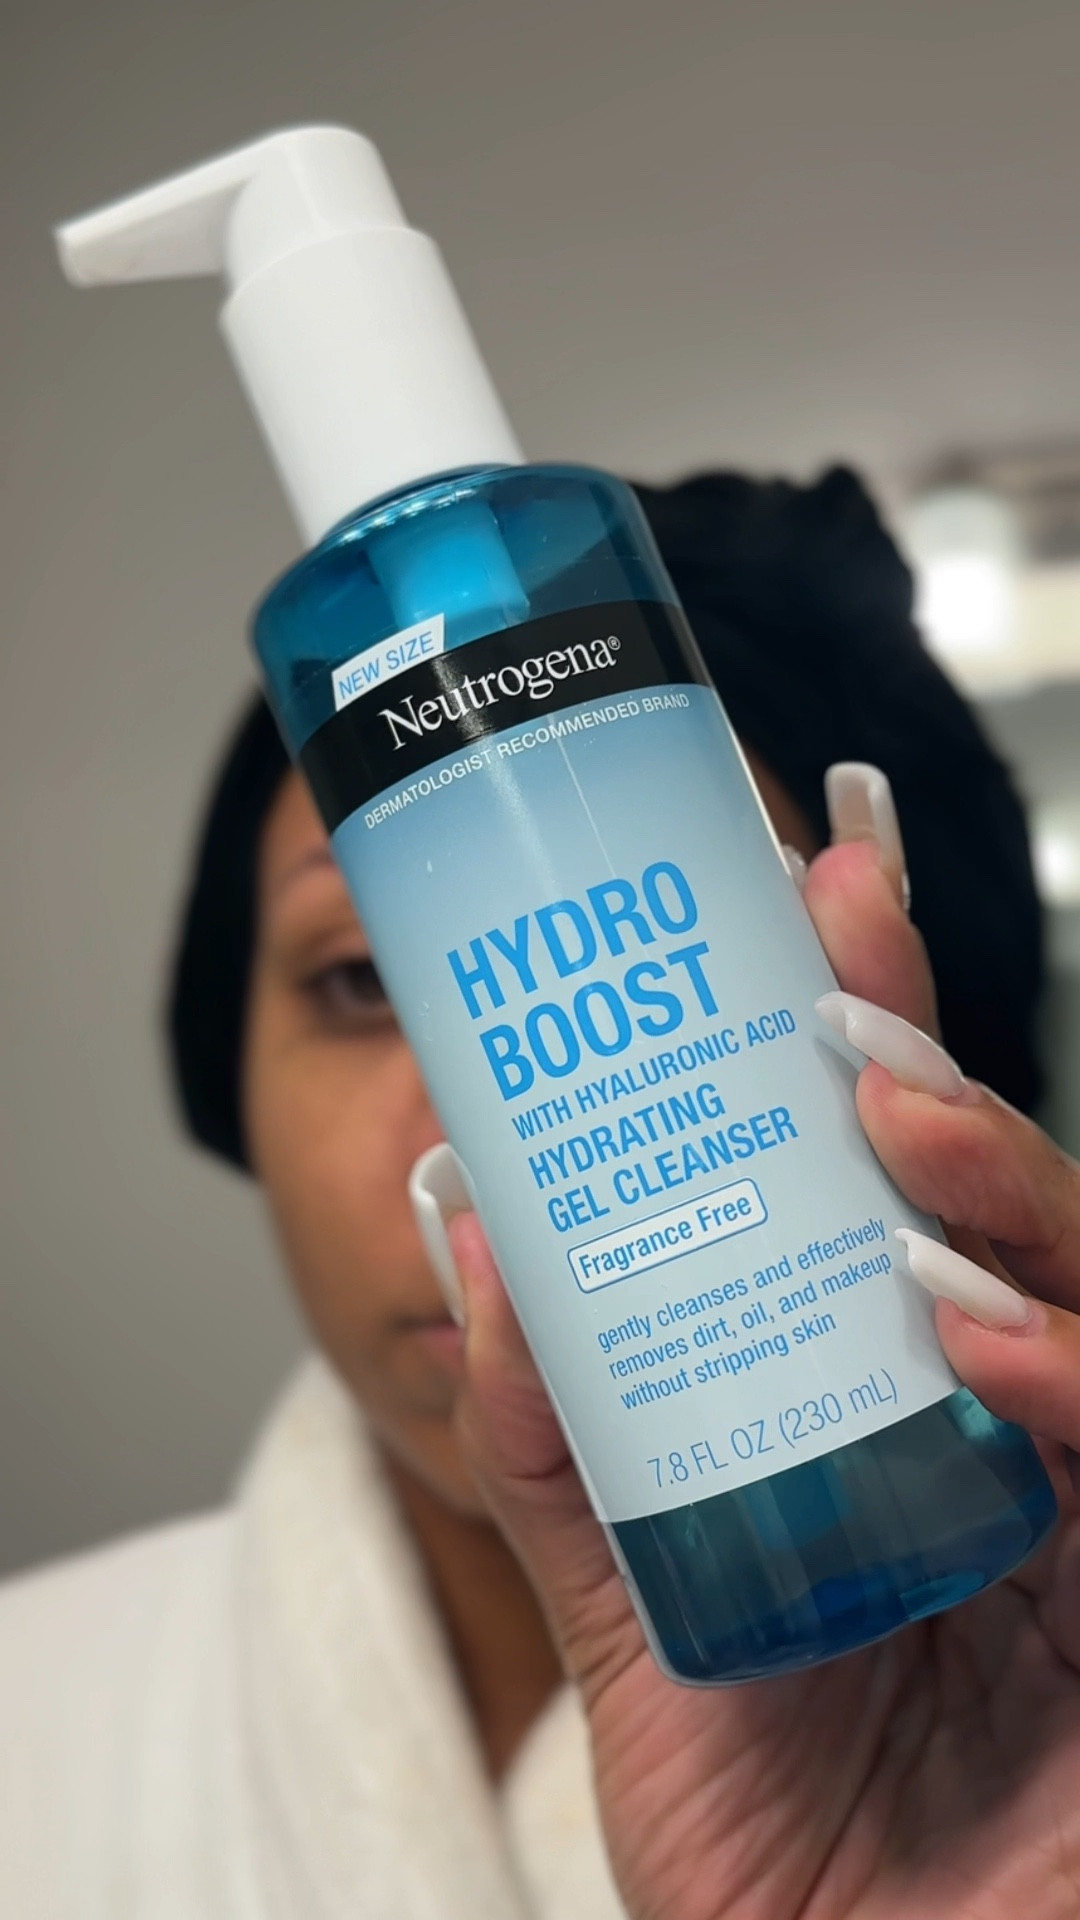 NEW SIZE
Neutrogena®
DERMATOLOGIST RECOMMENDED BRAND
HYDRO
BOOST
WITH HYALURONIC ACID
HYDRATING
GEL CLEANSER
Fragrance Free
gently cleanses and effectively
removes dirt, oil, and makeup
without stripping skin
7.8 FL OZ (230 mL)